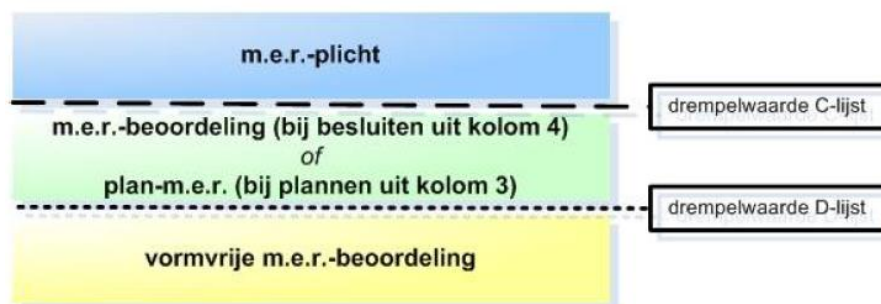 m.e.r.-plicht
drempelwaarde C-lijst
m.e.r.-beoordeling (bij besluiten uit kolom 4)
of
plan-m.e.r. (bij plannen uit kolom 3)
drempelwaarde D-lijst
vormvrije m.e.r.-beoordeling